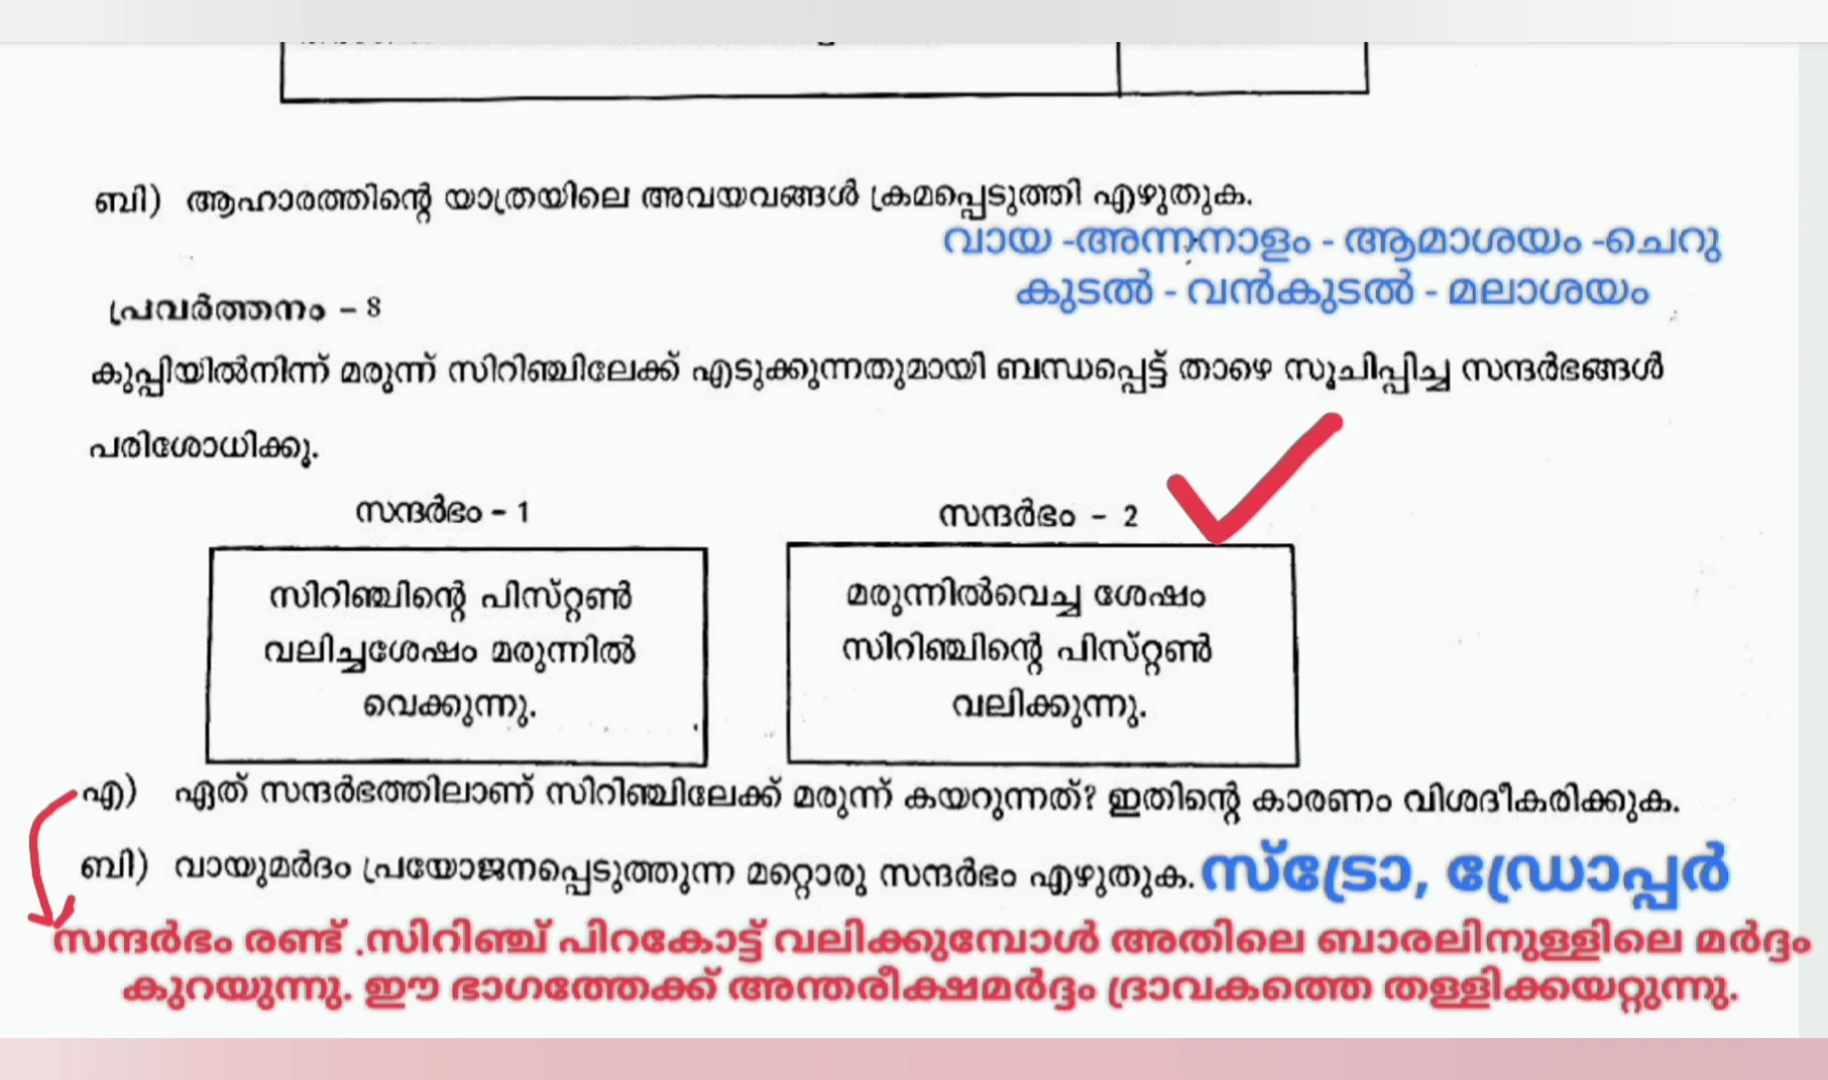 ബി) ആഹാരത്തിന്റെ യാത്രയിലെ അവയവങ്ങൾ ക്രമപ്പെടുത്തി എഴുതുക.
വായ -അന്നനാളം - ആമാശയം -ചെറു
കുടൽ - വൻകുടൽ - മലാശയം
പ്രവർത്തനം - 8
കുപ്പിയിൽനിന്ന് മരുന്ന് സിറിഞ്ചിലേക്ക് എടുക്കുന്നതുമായി ബന്ധപ്പെട്ട് താഴെ സൂചിപ്പിച്ച സന്ദർഭങ്ങൾ
പരിശോധിക്കൂ.
സന്ദർഭം - 1
സിറിഞ്ചിന്റെ പിസ്റ്റൺ
വലിച്ചശേഷം മരുന്നിൽ
വെക്കുന്നു.
സന്ദർഭം - 2
മരുന്നിൽവെച്ച ശേഷം
സിറിഞ്ചിന്റെ പിസ്റ്റൺ
വലിക്കുന്നു.
എ) ഏത് സന്ദർഭത്തിലാണ് സിറിഞ്ചിലേക്ക് മരുന്ന് കയറുന്നത്? ഇതിന്റെ കാരണം വിശദീകരിക്കുക.
ബി) വായുമർദം പ്രയോജനപ്പെടുത്തുന്ന മറ്റൊരു സന്ദർഭം എഴുതുക. സ്ട്രോ, ഡ്രോപ്പർ
സന്ദർഭം രണ്ട് .സിറിഞ്ച് പിറകോട്ട് വലിക്കുമ്പോൾ അതിലെ ബാരലിനുള്ളിലെ മർദ്ദം
കുറയുന്നു. ഈ ഭാഗത്തേക്ക് അന്തരീക്ഷമർദ്ദം ദ്രാവകത്തെ തള്ളിക്കയറ്റുന്നു.